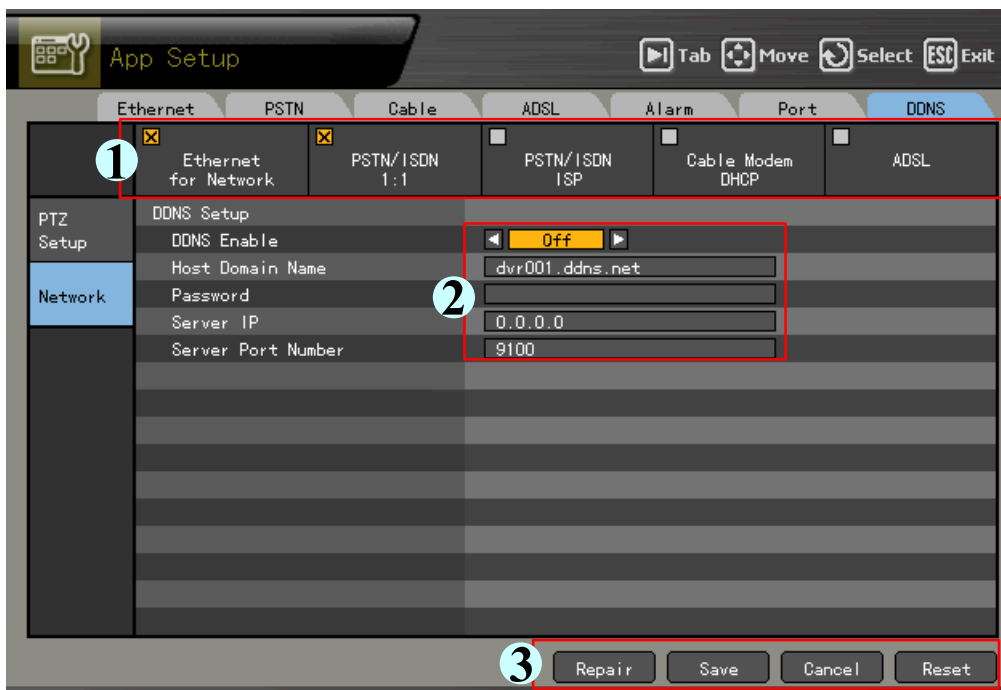 App Setup
Tab Move Select ESC Exit
Ethernet PSTN Cable ADSL Alarm Port DDNS
1
Ethernet
for Network
PSTN/ISDN
1:1
PSTN/ISDN
ISP
Cable Modem
DHCP
ADSL
PTZ
Setup
Network
DDNS Setup
DDNS Enable Off
Host Domain Name dvr001.ddns.net
Password
2
Server IP 0.0.0.0
Server Port Number 9100
3
Repair Save Cancel Reset